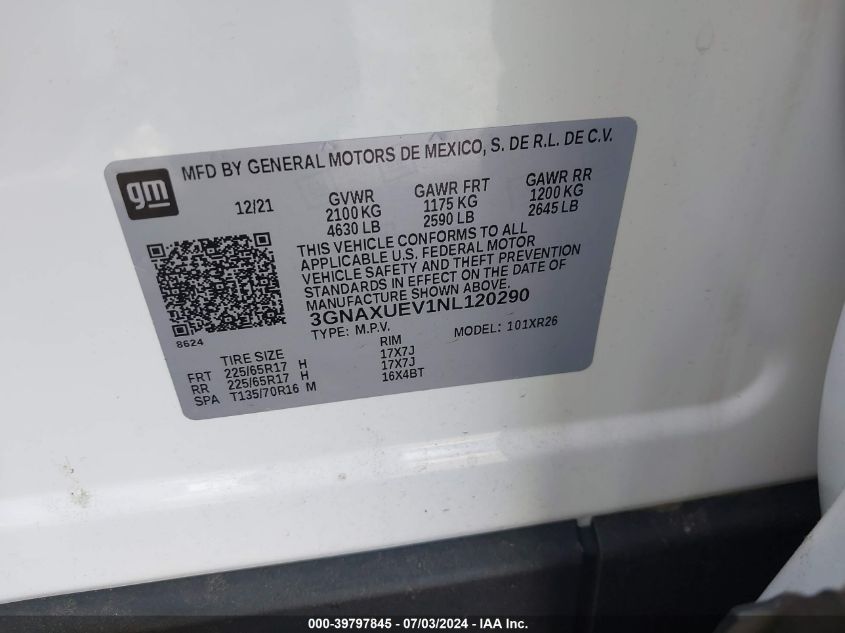 MFD BY GENERAL MOTORS DE MEXICO, S. DE R.L. DE C.V.
gm
12/21
GVWR GAWR FRT GAWR RR
2100 KG 1175 KG 1200 KG
4630 LB 2590 LB 2645 LB
THIS VEHICLE CONFORMS TO ALL
APPLICABLE U.S. FEDERAL MOTOR
VEHICLE SAFETY AND THEFT PREVENTION
STANDARDS IN EFFECT ON THE DATE OF
MANUFACTURE SHOWN ABOVE.
3GNAXUEV1NL120290
TYPE: M.P.V. MODEL: 101XR26
8624
TIRE SIZE RIM
FRT 225/65R17 H 17X7J
RR 225/65R17 H 17X7J
SPA T135/70R16 M 16X4BT
000-39797845 / 07/03/2024 - IAA Inc.